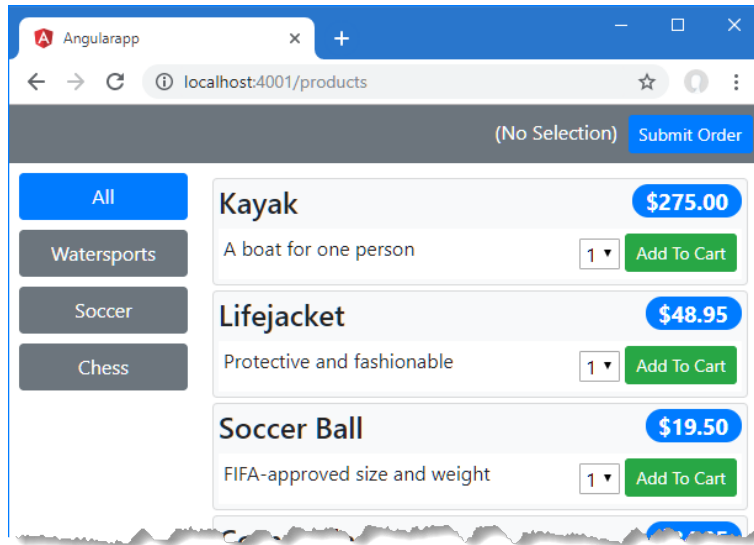 Angularapp
localhost:4001/products
(No Selection) Submit Order
All
Watersports
Soccer
Chess
Kayak $275.00
A boat for one person 1 Add To Cart
Lifejacket $48.95
Protective and fashionable 1 Add To Cart
Soccer Ball $19.50
FIFA-approved size and weight 1 Add To Cart